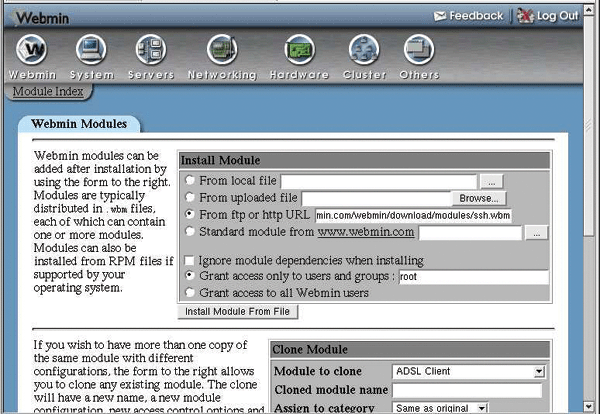 Webmin
Feedback
Log Out
Webmin System Servers Networking Hardware Cluster Others
Module Index
Webmin Modules
Webmin modules can be
added after installation by
using the form to the right.
Modules are typically
distributed in .wbm files,
each of which can contain
one or more modules.
Modules can also be
installed from RPM files if
supported by your
operating system.
Install Module
From local file ...
From uploaded file Browse...
From ftp or http URL min.com/webmin/download/modules/ssh.wbm
Standard module from www.webmin.com ...
Ignore module dependencies when installing
Grant access only to users and groups : root
Grant access to all Webmin users
Install Module From File
If you wish to have more than one copy of
the same module with different
configurations, the form to the right allows
you to clone any existing module. The clone
will have a new name, a new module
configuration, new access control options and
Clone Module
Module to clone ADSL Client
Cloned module name
Assign to category Same as original